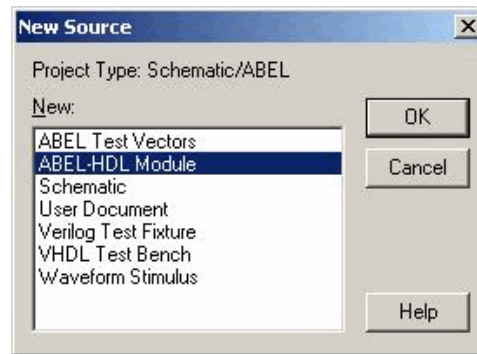 New Source
Project Type: Schematic/ABEL
New:
OK
ABEL Test Vectors
ABEL-HDL Module
Cancel
Schematic
User Document
Verilog Test Fixture
VHDL Test Bench
Waveform Stimulus
Help